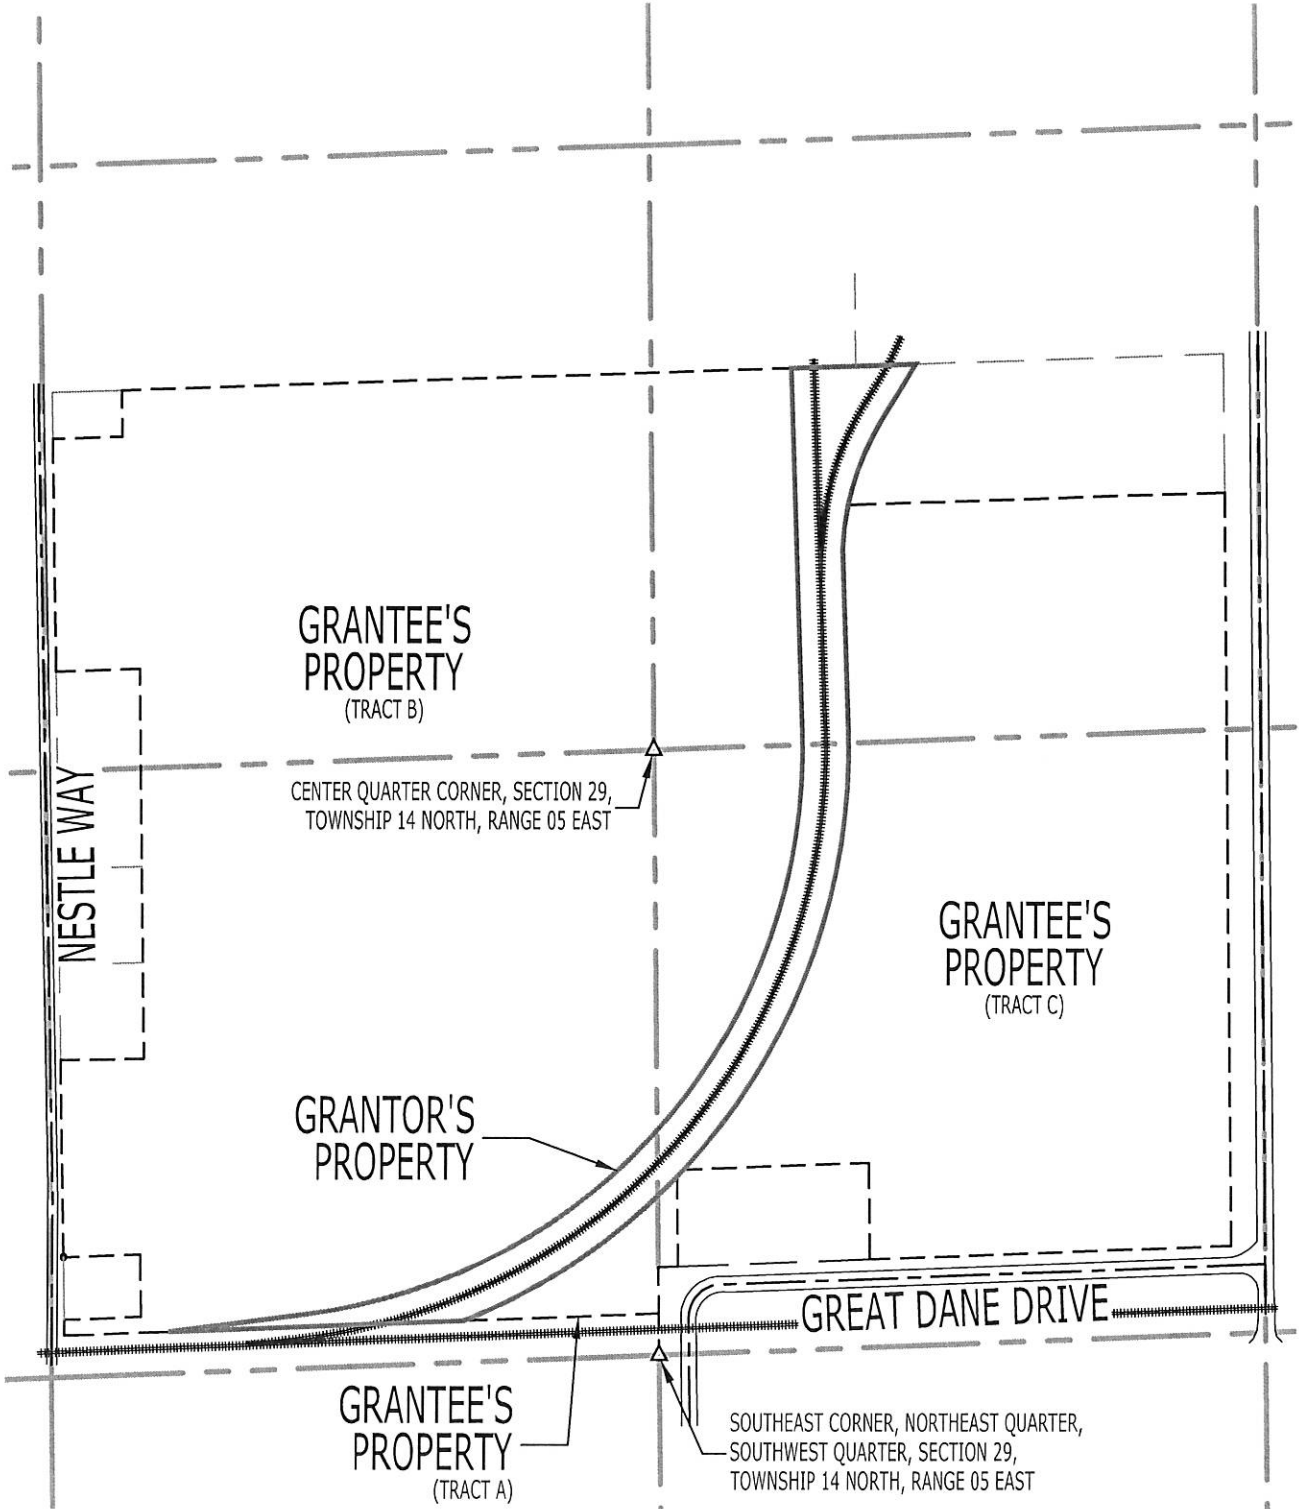 GRANTEE'S
PROPERTY
(TRACT B)
CENTER QUARTER CORNER, SECTION 29,
TOWNSHIP 14 NORTH, RANGE 05 EAST
NESTLE WAY
GRANTEE'S
PROPERTY
(TRACT C)
GRANTOR'S
PROPERTY
GREAT DANE DRIVE
GRANTEE'S
PROPERTY
(TRACT A)
SOUTHEAST CORNER, NORTHEAST QUARTER,
SOUTHWEST QUARTER, SECTION 29,
TOWNSHIP 14 NORTH, RANGE 05 EAST